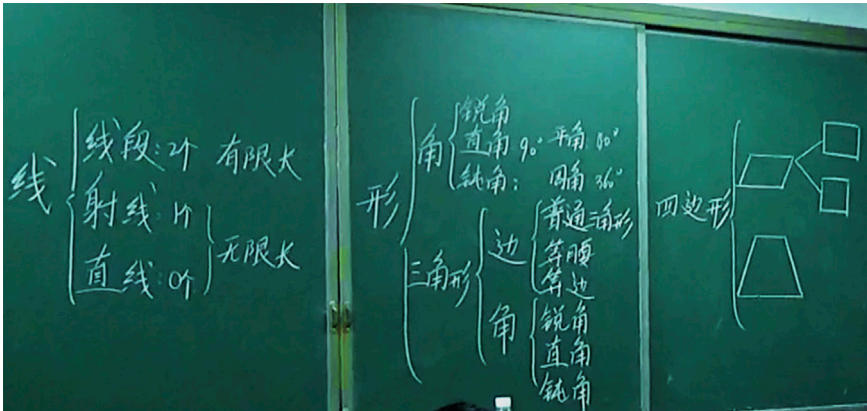 线
线段:2个 有限长
射线:1个
直线:0个
无限长
形
角
锐角
直角 90° 平角 180°
钝角: 周角 360°
三角形
边
普通三角形
等腰
等边
角
锐角
直角
钝角
四边形